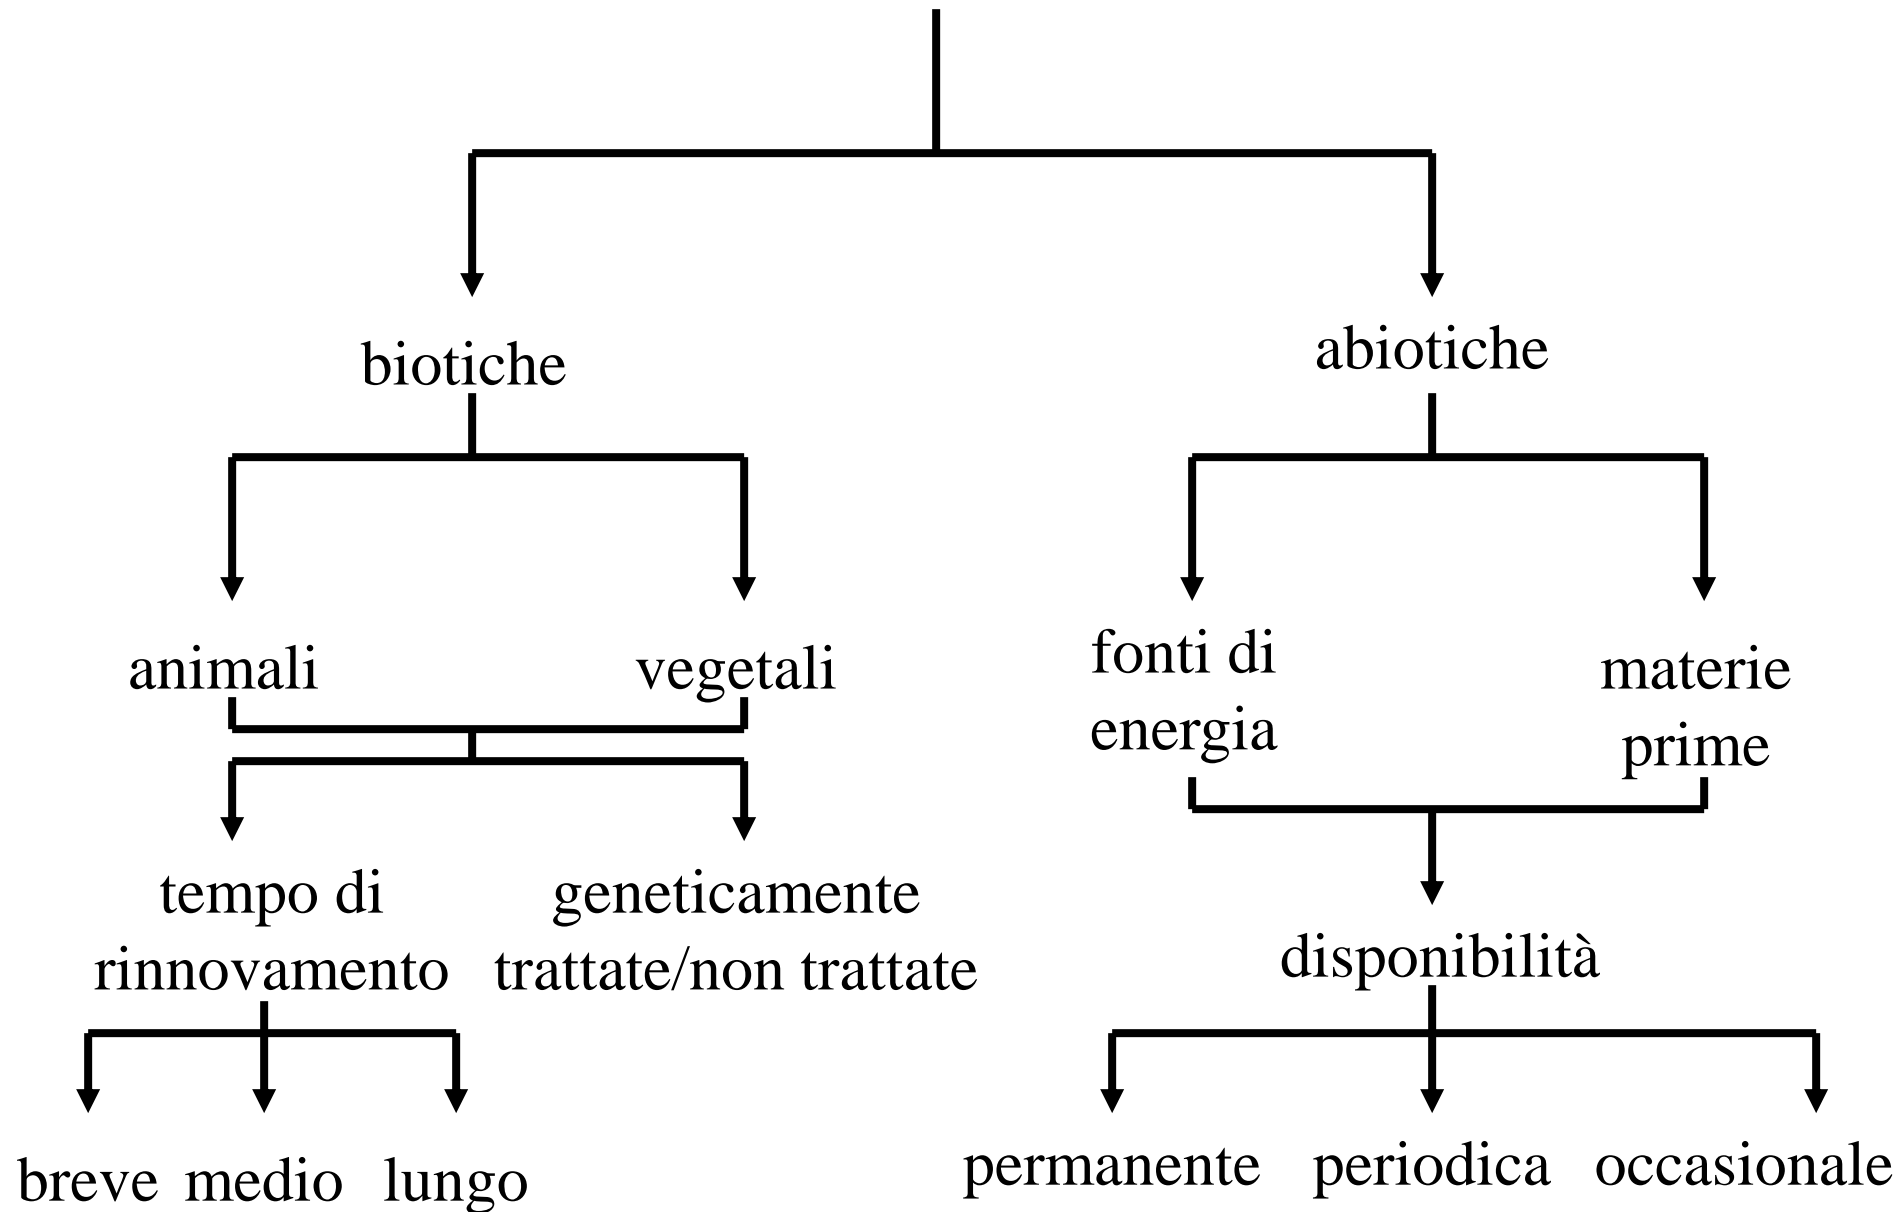 biotiche
abiotiche
animali
vegetali
fonti di
energia
materie
prime
tempo di
rinnovamento
geneticamente
trattate/non trattate
disponibilità
breve
medio
lungo
permanente
periodica
occasionale